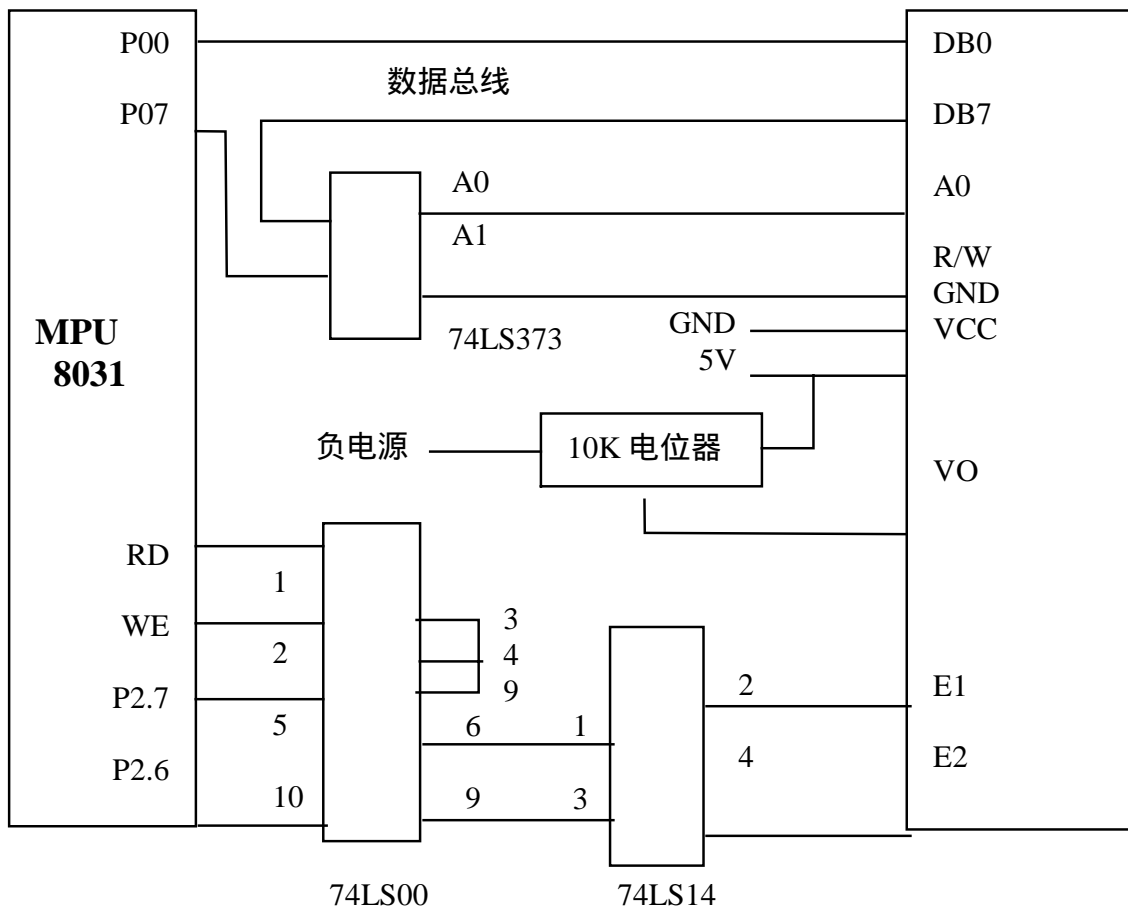 P00
DB0
数据总线
P07
DB7
A0
A0
A1
R/W
GND
MPU
8031
74LS373
GND
VCC
5V
负电源
10K 电位器
VO
RD
1
WE
2
3
4
9
P2.7
5
6
1
2
E1
P2.6
10
9
3
4
E2
74LS00
74LS14